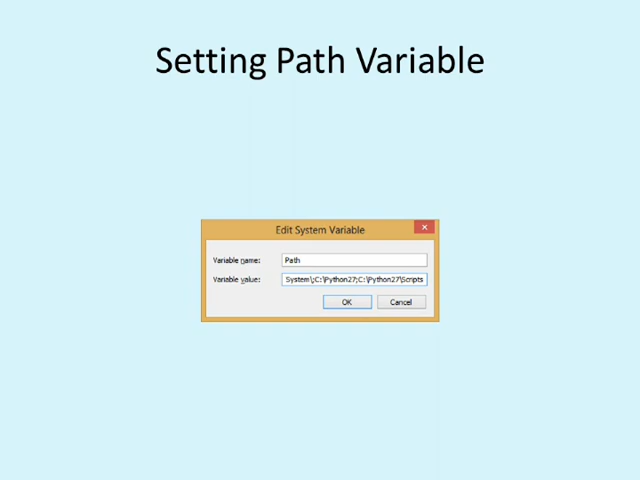 Setting Path Variable
Edit System Variable
Variable name: Path
Variable value: System\;C:\Python27;C:\Python27\Scripts
OK Cancel